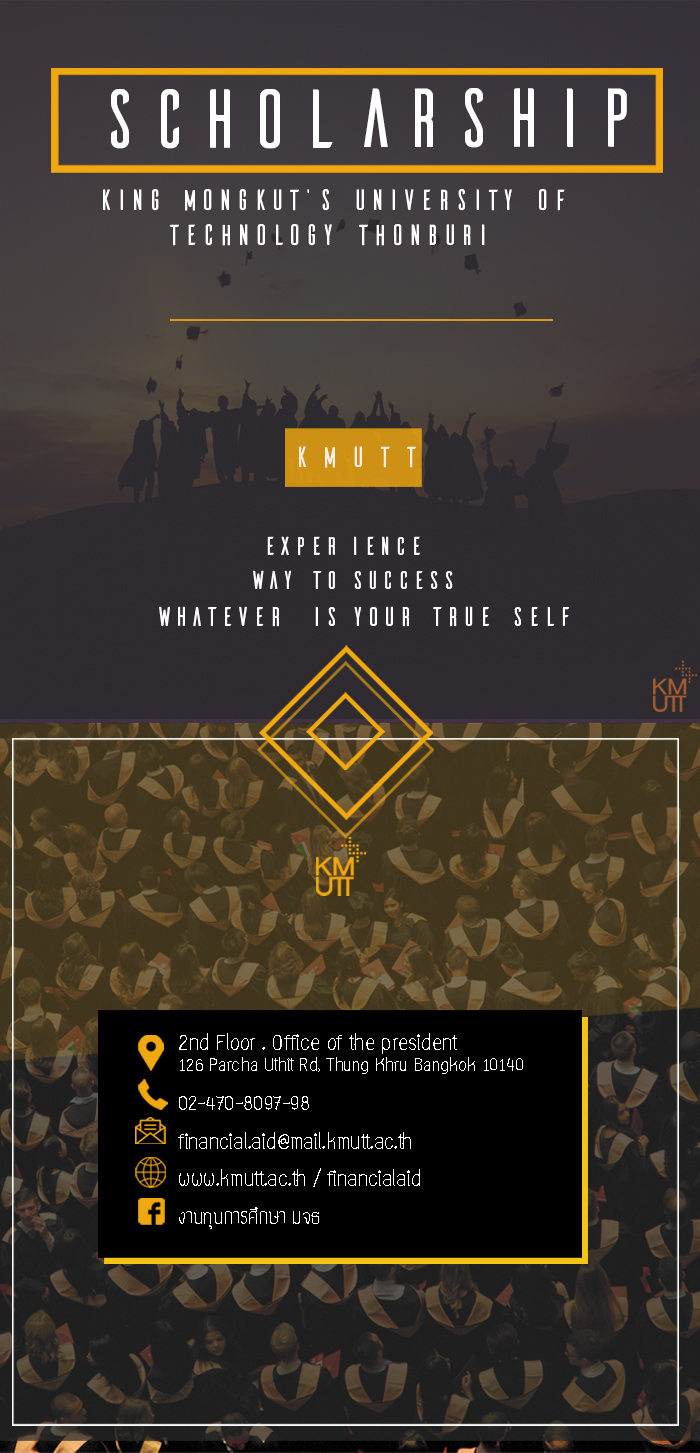 SCHOLARSHIP
KING MONGKUT'S UNIVERSITY OF
TECHNOLOGY THONBURI
KMUTT
EXPERIENCE
WAY TO SUCCESS
WHATEVER IS YOUR TRUE SELF
KM
UTT
KM
UTT
2nd Floor . Office of the president
126 Parcha Uthit Rd, Thung Khru Bangkok 10140
02-470-8097-98
financial.aid@mail.kmutt.ac.th
www.kmutt.ac.th / financialaid
งานทุนการศึกษา มจธ